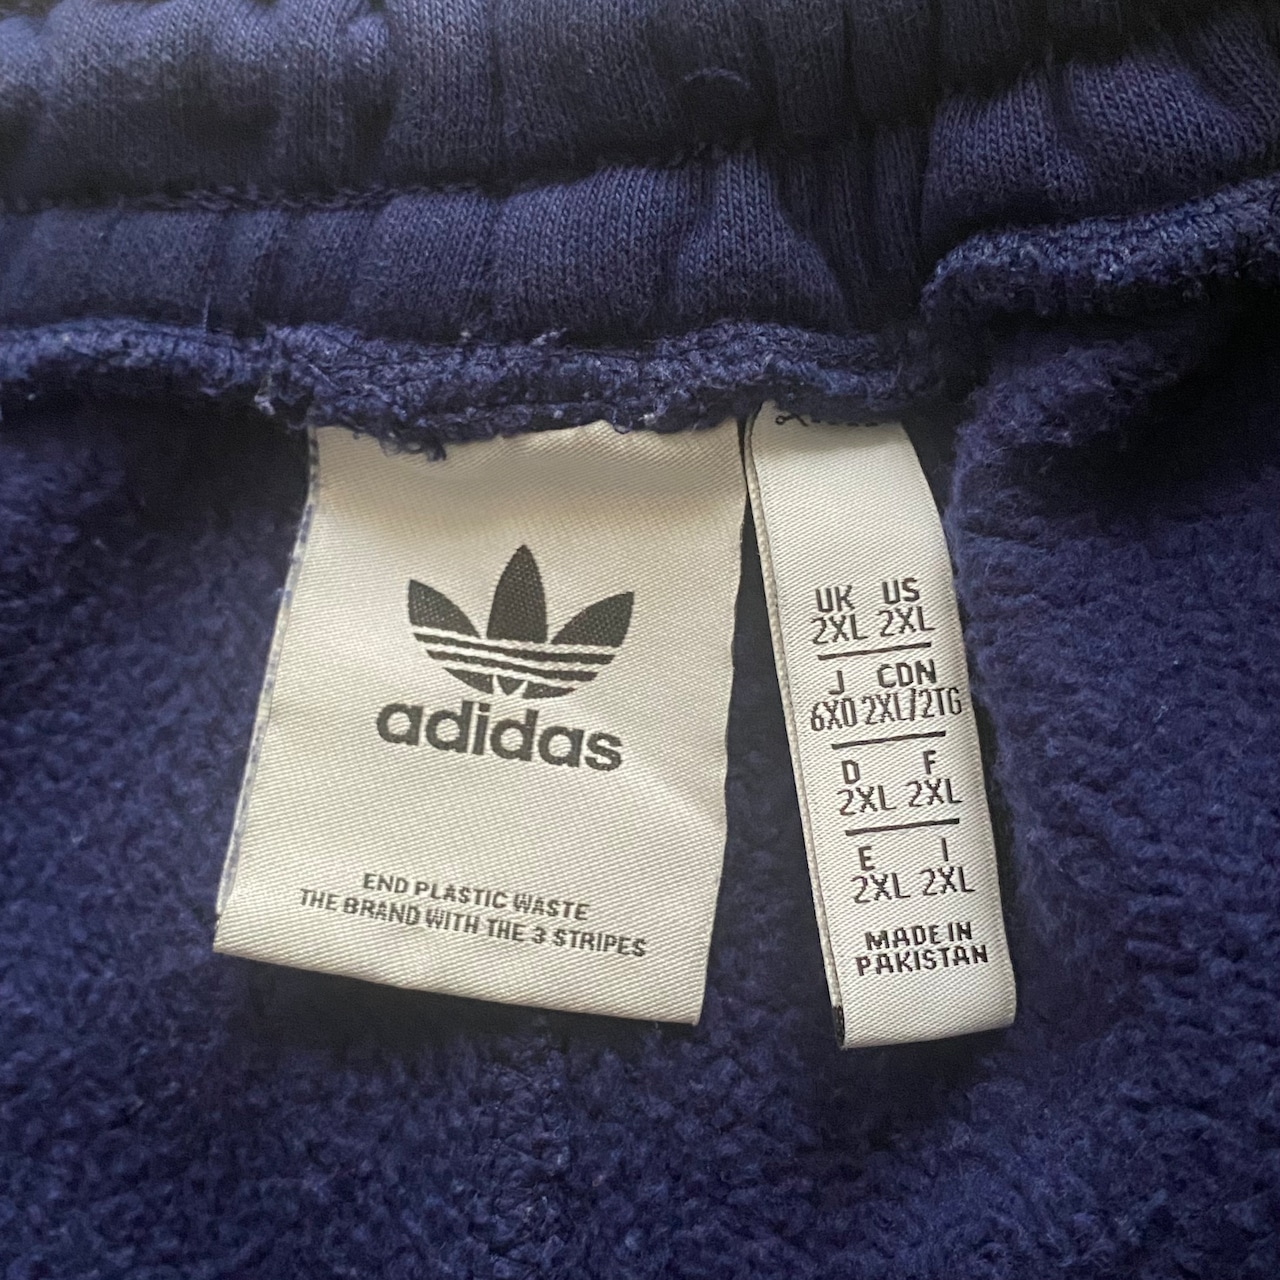 adidas
END PLASTIC WASTE
THE BRAND WITH THE 3 STRIPES
UK US
2XL 2XL
J CDN
6XO 2XL/2TG
D F
2XL 2XL
E I
2XL 2XL
MADE IN
PAKISTAN